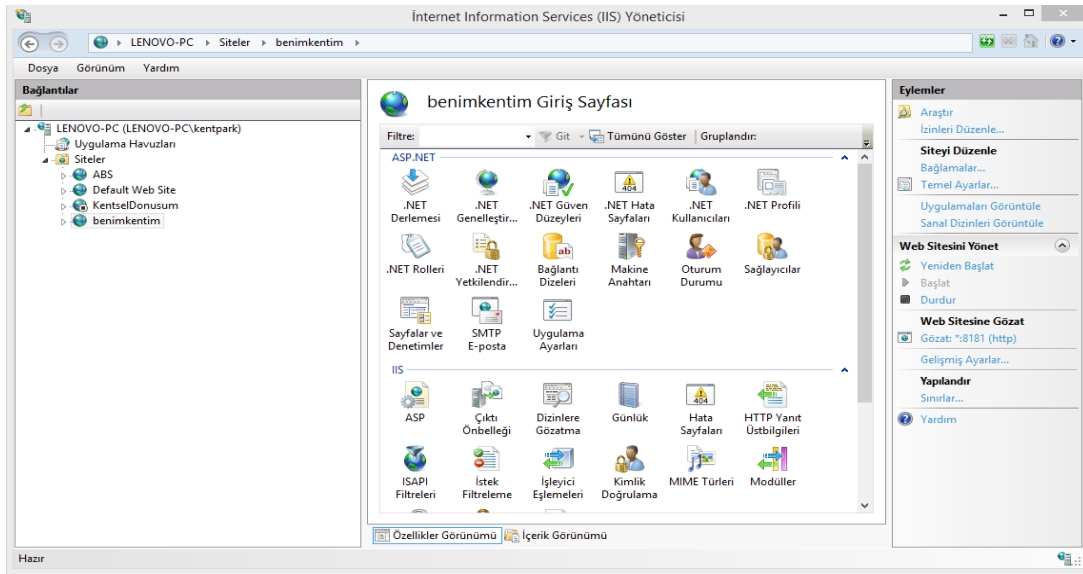 İnternet Information Services (IIS) Yöneticisi
LENOVO-PC
Siteler
benimkentim
Dosya
Görünüm
Yardım
Bağlantılar
LENOVO-PC (LENOVO-PC\kentpark)
Uygulama Havuzları
Siteler
ABS
Default Web Site
KentselDonusum
benimkentim
benimkentim Giriş Sayfası
Filtre:
Git
Tümünü Göster
Gruplandır:
ASP.NET
.NET
Derlemesi
.NET
Genelleştir...
.NET Güven
Düzeyleri
404
.NET Hata
Sayfaları
.NET
Kullanıcıları
.NET Profili
.NET Rolleri
.NET
Yetkilendir...
ab
Bağlantı
Dizeleri
Makine
Anahtarı
Oturum
Durumu
Sağlayıcılar
Sayfalar ve
Denetimler
SMTP
E-posta
Uygulama
Ayarları
IIS
ASP
Çıktı
Önbelleği
Dizinlere
Gözatma
Günlük
404
Hata
Sayfaları
HTTP Yanıt
Üstbilgileri
ISAPI
Filtreleri
İstek
Filtreleme
İşleyici
Eşlemeleri
Kimlik
Doğrulama
MIME Türleri
Modüller
Özellikler Görünümü
İçerik Görünümü
Eylemler
Araştır
İzinleri Düzenle...
Siteyi Düzenle
Bağlamalar...
Temel Ayarlar...
Uygulamaları Görüntüle
Sanal Dizinleri Görüntüle
Web Sitesini Yönet
Yeniden Başlat
Başlat
Durdur
Web Sitesine Gözat
Gözat: *:8181 (http)
Gelişmiş Ayarlar...
Yapılandır
Sınırlar...
Yardım
Hazır